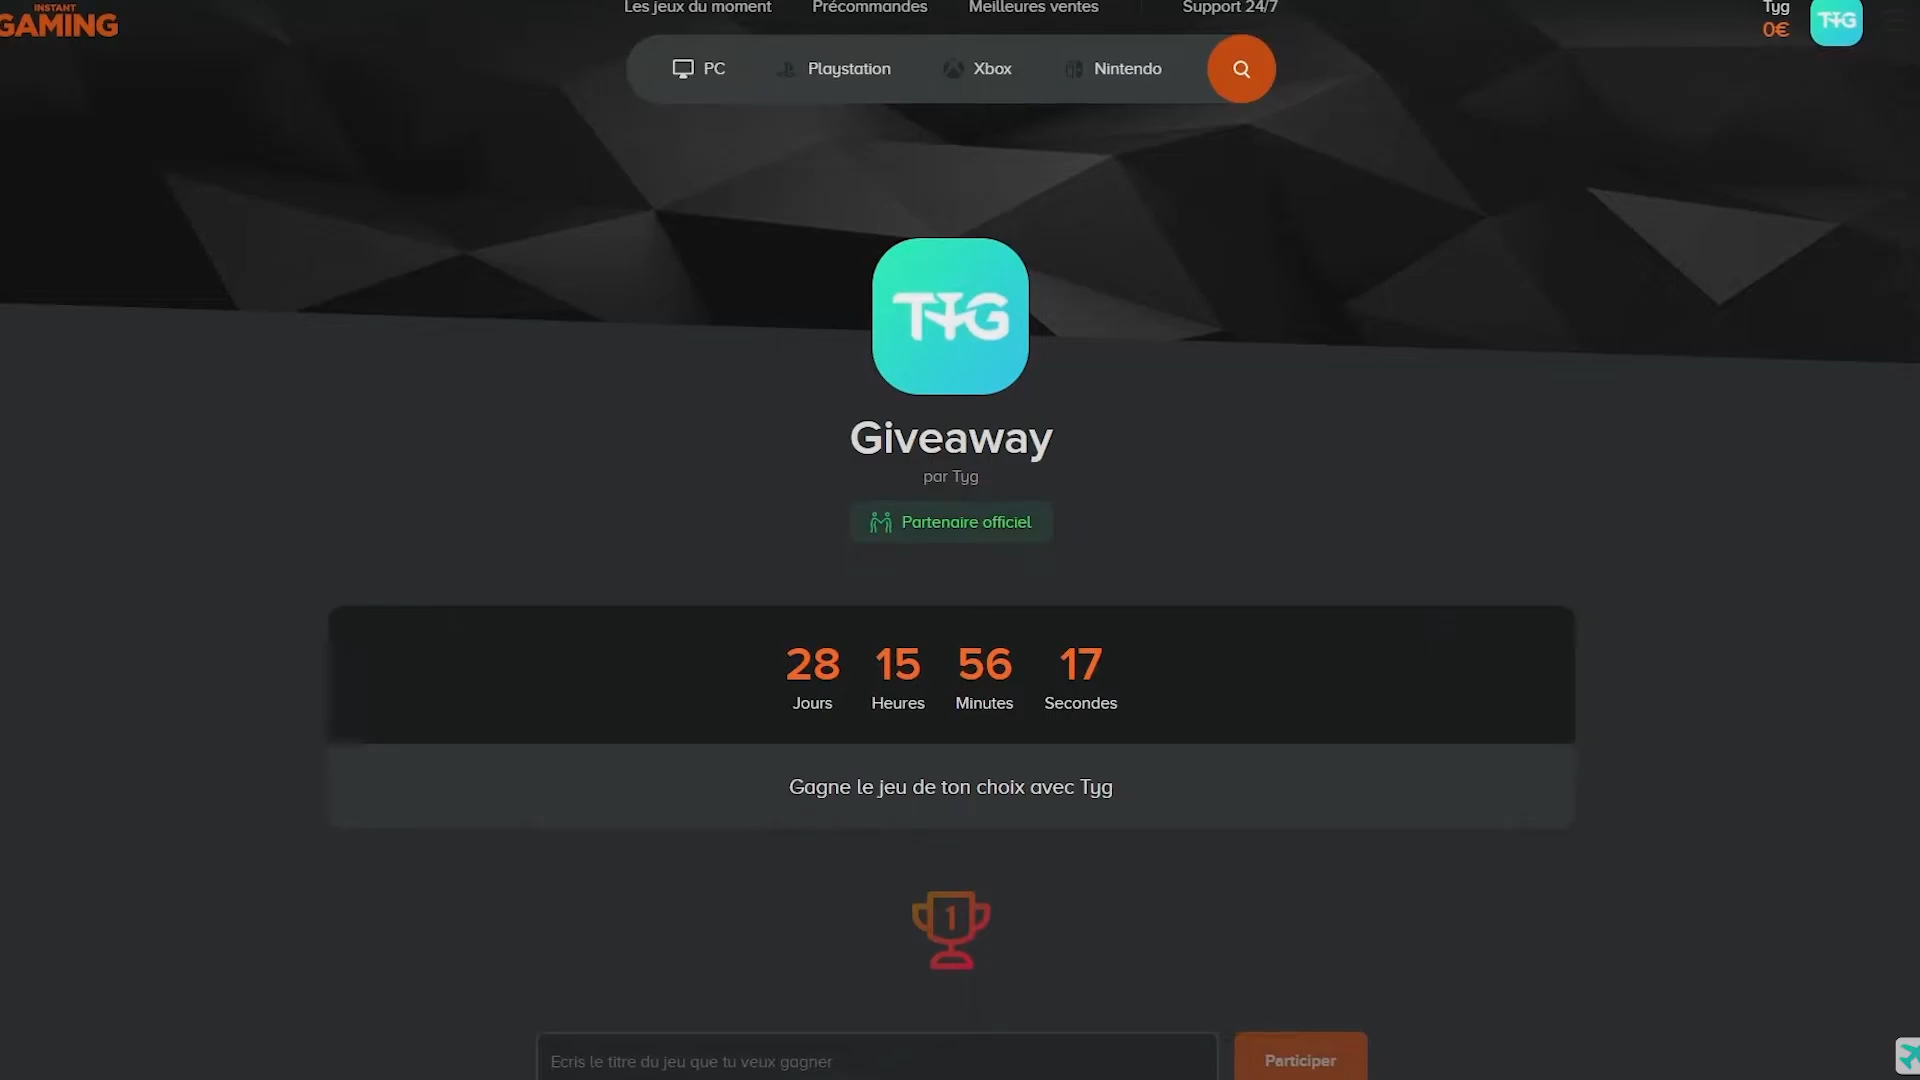 INSTANT
GAMING
Les jeux du moment
Précommandes
Meilleures ventes
Support 24/7
Tyg
0€
TYG
PC
Playstation
Xbox
Nintendo
TYG
Giveaway
par Tyg
Partenaire officiel
28 15 56 17
Jours Heures Minutes Secondes
Gagne le jeu de ton choix avec Tyg
1
Ecris le titre du jeu que tu veux gagner
Participer